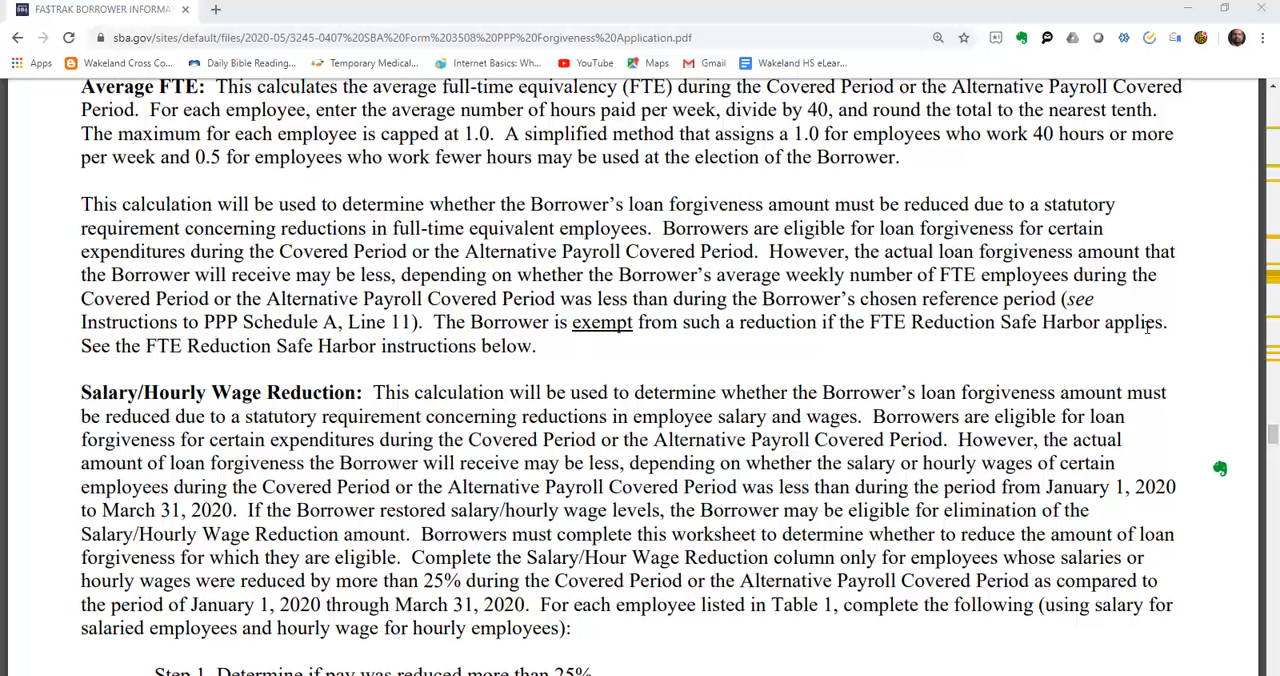 FA$TRAK BORROWER INFORMA
sba.gov/sites/default/files/2020-05/3245-0407%20SBA%20Form%203508%20PPP%20Forgiveness%20Application.pdf
Apps Wakeland Cross Co... Daily Bible Reading... Temporary Medical... Internet Basics: Wh... YouTube Maps Gmail Wakeland HS eLear...
Average FTE: This calculates the average full-time equivalency (FTE) during the Covered Period or the Alternative Payroll Covered
Period. For each employee, enter the average number of hours paid per week, divide by 40, and round the total to the nearest tenth.
The maximum for each employee is capped at 1.0. A simplified method that assigns a 1.0 for employees who work 40 hours or more
per week and 0.5 for employees who work fewer hours may be used at the election of the Borrower.
This calculation will be used to determine whether the Borrower's loan forgiveness amount must be reduced due to a statutory
requirement concerning reductions in full-time equivalent employees. Borrowers are eligible for loan forgiveness for certain
expenditures during the Covered Period or the Alternative Payroll Covered Period. However, the actual loan forgiveness amount that
the Borrower will receive may be less, depending on whether the Borrower's average weekly number of FTE employees during the
Covered Period or the Alternative Payroll Covered Period was less than during the Borrower's chosen reference period (see
Instructions to PPP Schedule A, Line 11). The Borrower is exempt from such a reduction if the FTE Reduction Safe Harbor applies.
See the FTE Reduction Safe Harbor instructions below.
Salary/Hourly Wage Reduction: This calculation will be used to determine whether the Borrower's loan forgiveness amount must
be reduced due to a statutory requirement concerning reductions in employee salary and wages. Borrowers are eligible for loan
forgiveness for certain expenditures during the Covered Period or the Alternative Payroll Covered Period. However, the actual
amount of loan forgiveness the Borrower will receive may be less, depending on whether the salary or hourly wages of certain
employees during the Covered Period or the Alternative Payroll Covered Period was less than during the period from January 1, 2020
to March 31, 2020. If the Borrower restored salary/hourly wage levels, the Borrower may be eligible for elimination of the
Salary/Hourly Wage Reduction amount. Borrowers must complete this worksheet to determine whether to reduce the amount of loan
forgiveness for which they are eligible. Complete the Salary/Hour Wage Reduction column only for employees whose salaries or
hourly wages were reduced by more than 25% during the Covered Period or the Alternative Payroll Covered Period as compared to
the period of January 1, 2020 through March 31, 2020. For each employee listed in Table 1, complete the following (using salary for
salaried employees and hourly wage for hourly employees):
Step 1. Determine if pay was reduced more than 25%